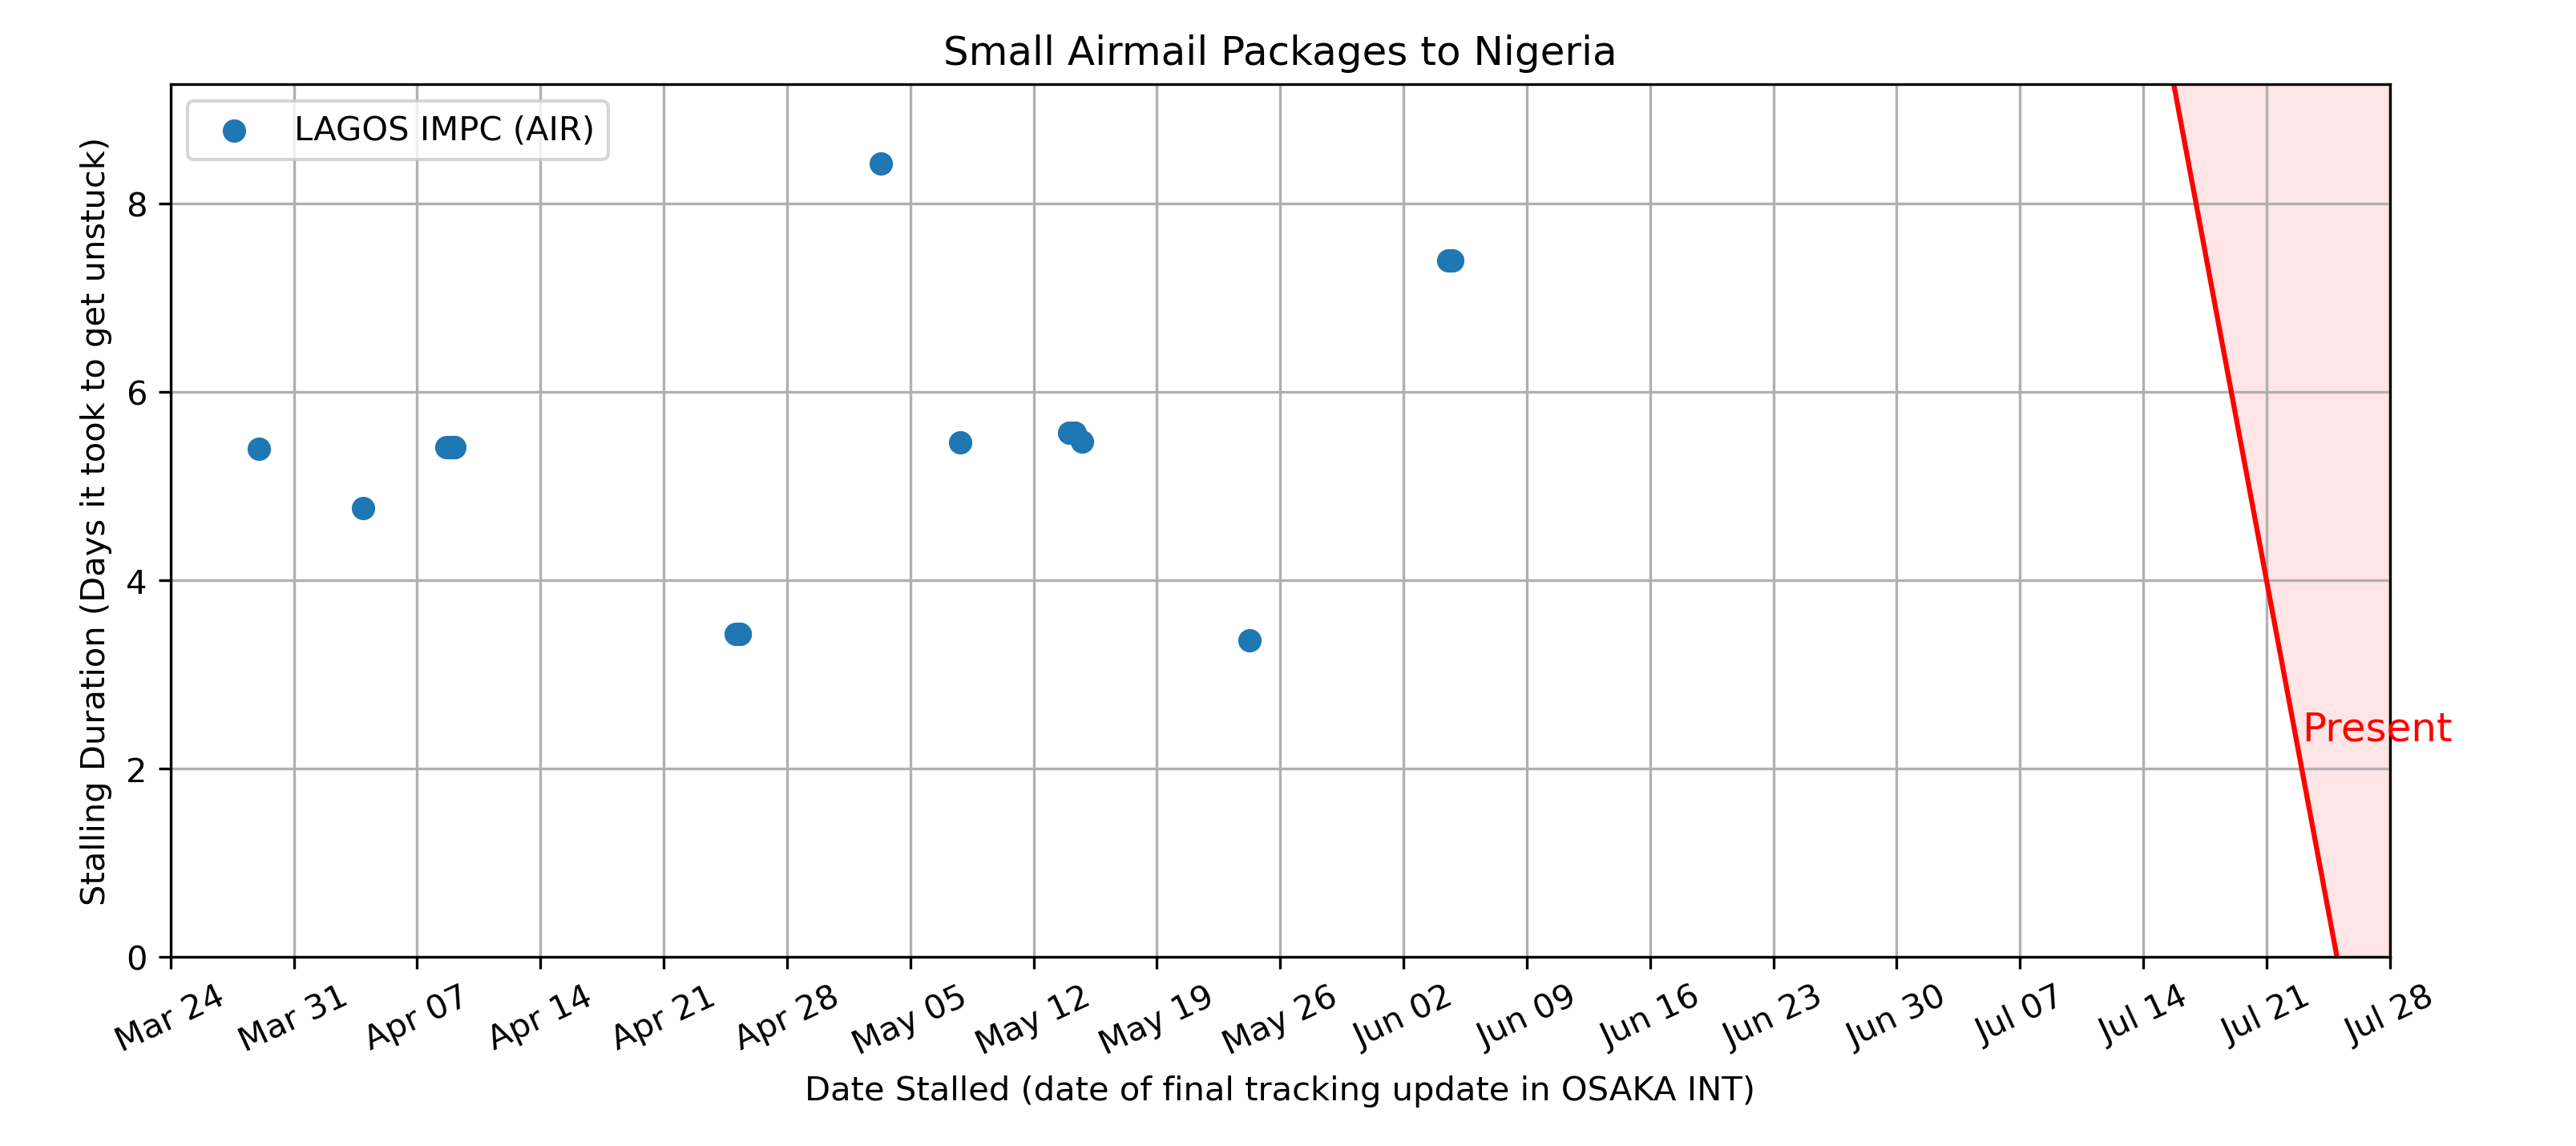 Small Airmail Packages to Nigeria
LAGOS IMPC (AIR)
Stalling Duration (Days it took to get unstuck)
8
6
4
2
0
Present
Mar 24
Mar 31
Apr 07
Apr 14
Apr 21
Apr 28
May 05
May 12
May 19
May 26
Jun 02
Jun 09
Jun 16
Jun 23
Jun 30
Jul 07
Jul 14
Jul 21
Jul 28
Date Stalled (date of final tracking update in OSAKA INT)